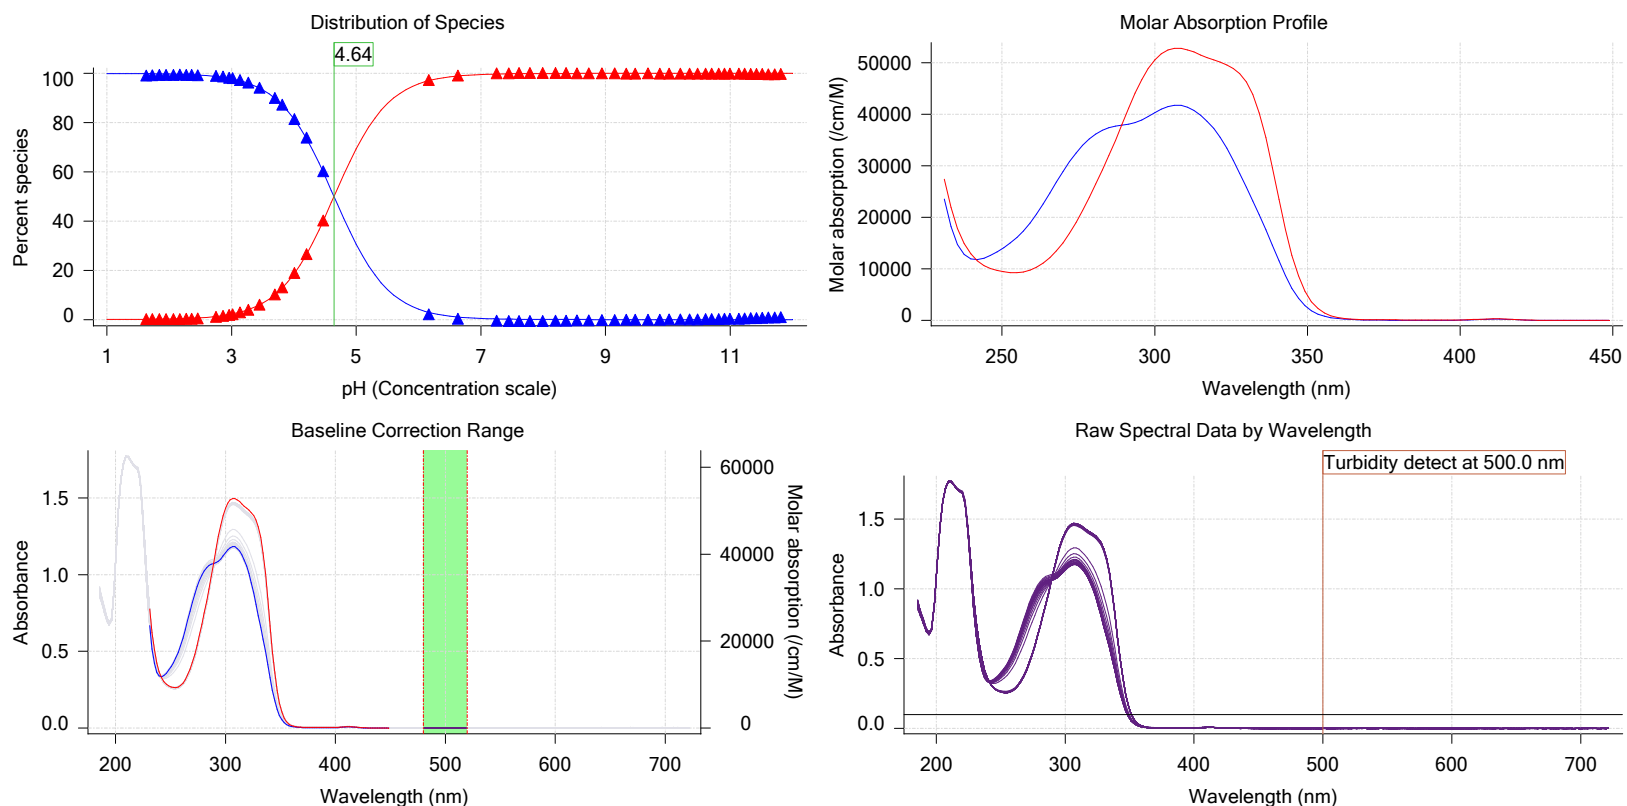 Distribution of Species
4.64
Percent species
100
80
60
40
20
0
1 3 5 7 9 11
pH (Concentration scale)
Molar Absorption Profile
Molar absorption (/cm/M)
50000
40000
30000
20000
10000
0
250 300 350 400 450
Wavelength (nm)
Baseline Correction Range
Absorbance
1.5
1.0
0.5
0.0
60000
40000
20000
0
Molar absorption (/cm/M)
200 300 400 500 600 700
Wavelength (nm)
Raw Spectral Data by Wavelength
Turbidity detect at 500.0 nm
Absorbance
1.5
1.0
0.5
0.0
200 300 400 500 600 700
Wavelength (nm)